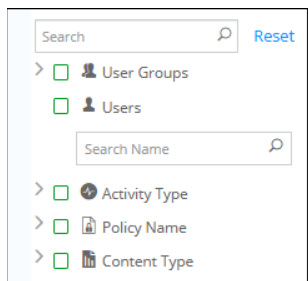 Search Reset
User Groups
Users
Search Name
Activity Type
Policy Name
Content Type